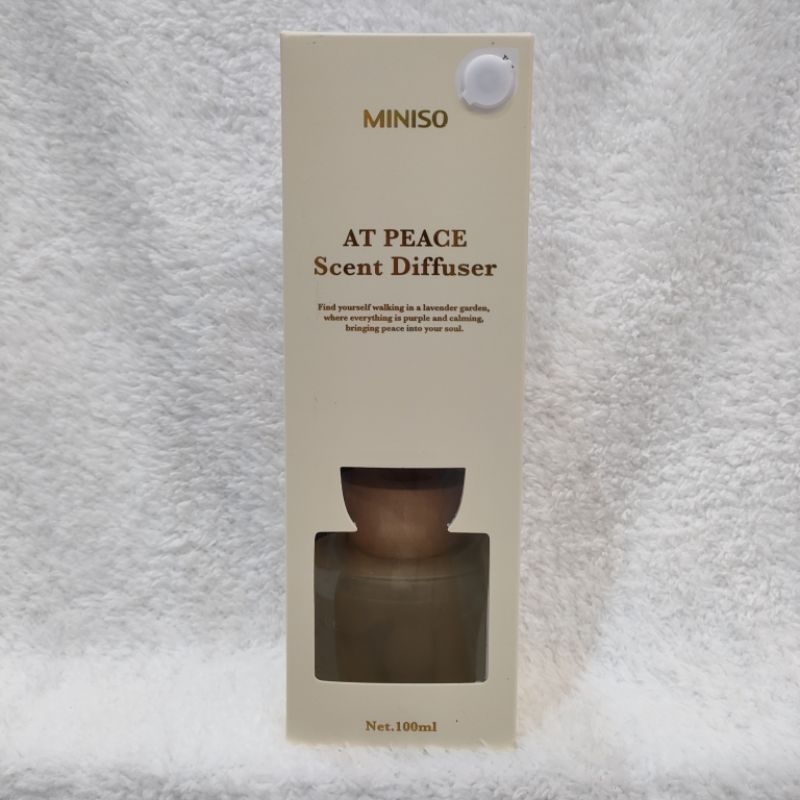 MINISO
AT PEACE
Scent Diffuser
Find yourself walking in a lavender garden,
where everything is purple and calming,
bringing peace into your soul.
Net.100ml